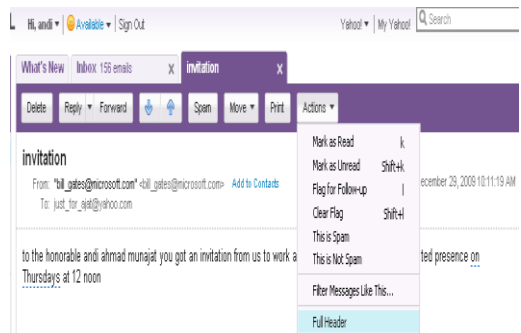 Hi, andi ▾ | Available ▾ | Sign Out Yahoo! ▾ | My Yahoo! Search
What's New Inbox 156 emails x invitation x
Delete Reply ▾ Forward Spam Move ▾ Print Actions ▾
Mark as Read k
invitation Mark as Unread Shift+k
From: "bill_gates@microsoft.com" <bill_gates@microsoft.com> Add to Contacts Flag for Follow-up l ecember 29, 2009 10:11:19 AM
To: just_for_ajat@yahoo.com Clear Flag Shift+l
This is Spam
to the honorable andi ahmad munajat you got an invitation from us to work a This is Not Spam ted presence on
Thursdays at 12 noon
Filter Messages Like This...
Full Header